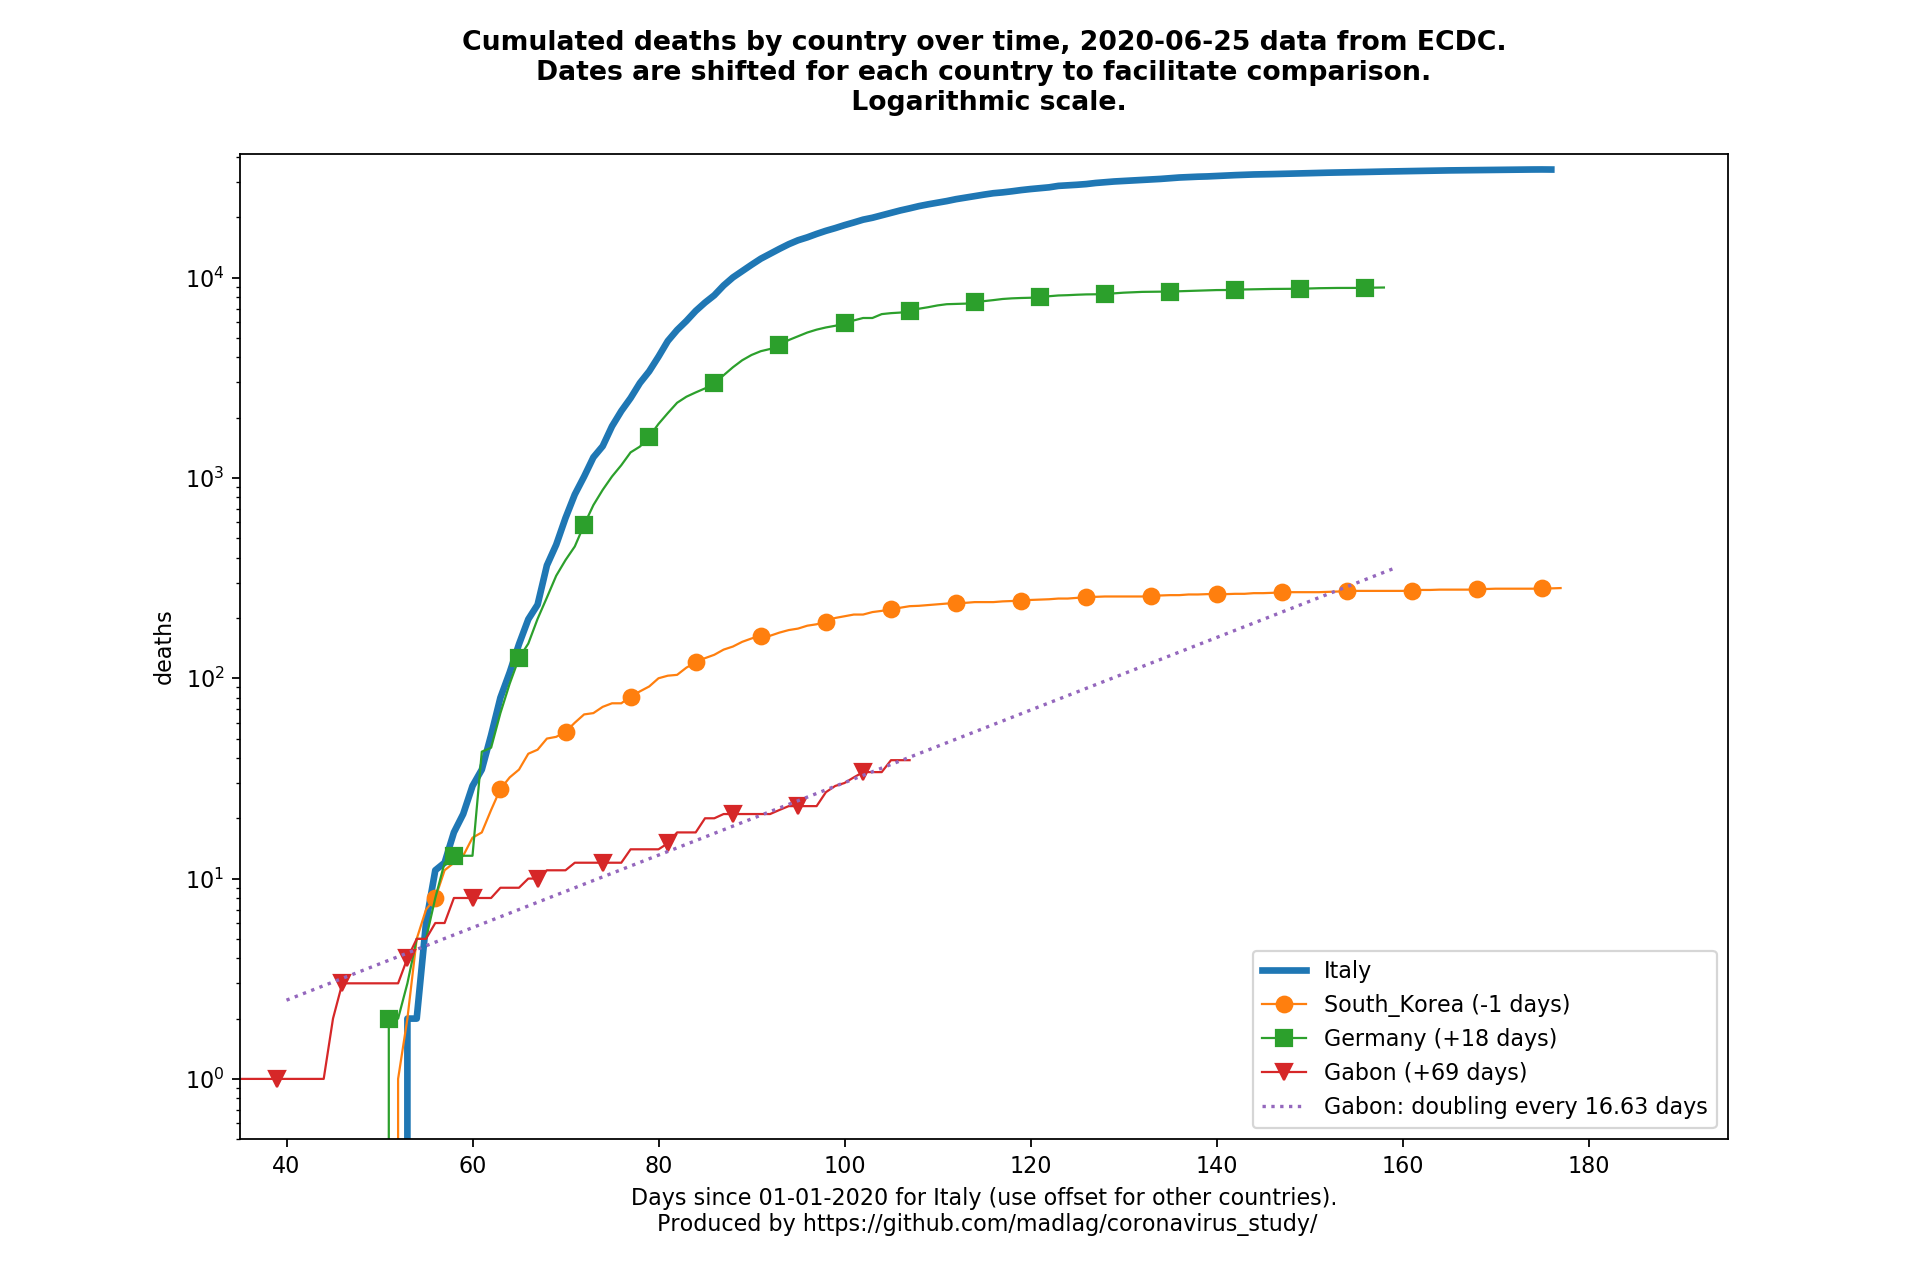 Cumulated deaths by country over time, 2020-06-25 data from ECDC.
Dates are shifted for each country to facilitate comparison.
Logarithmic scale.
10⁴
10³
10²
10¹
10⁰
deaths
Italy
South_Korea (-1 days)
Germany (+18 days)
Gabon (+69 days)
Gabon: doubling every 16.63 days
40 60 80 100 120 140 160 180
Days since 01-01-2020 for Italy (use offset for other countries).
Produced by https://github.com/madlag/coronavirus_study/